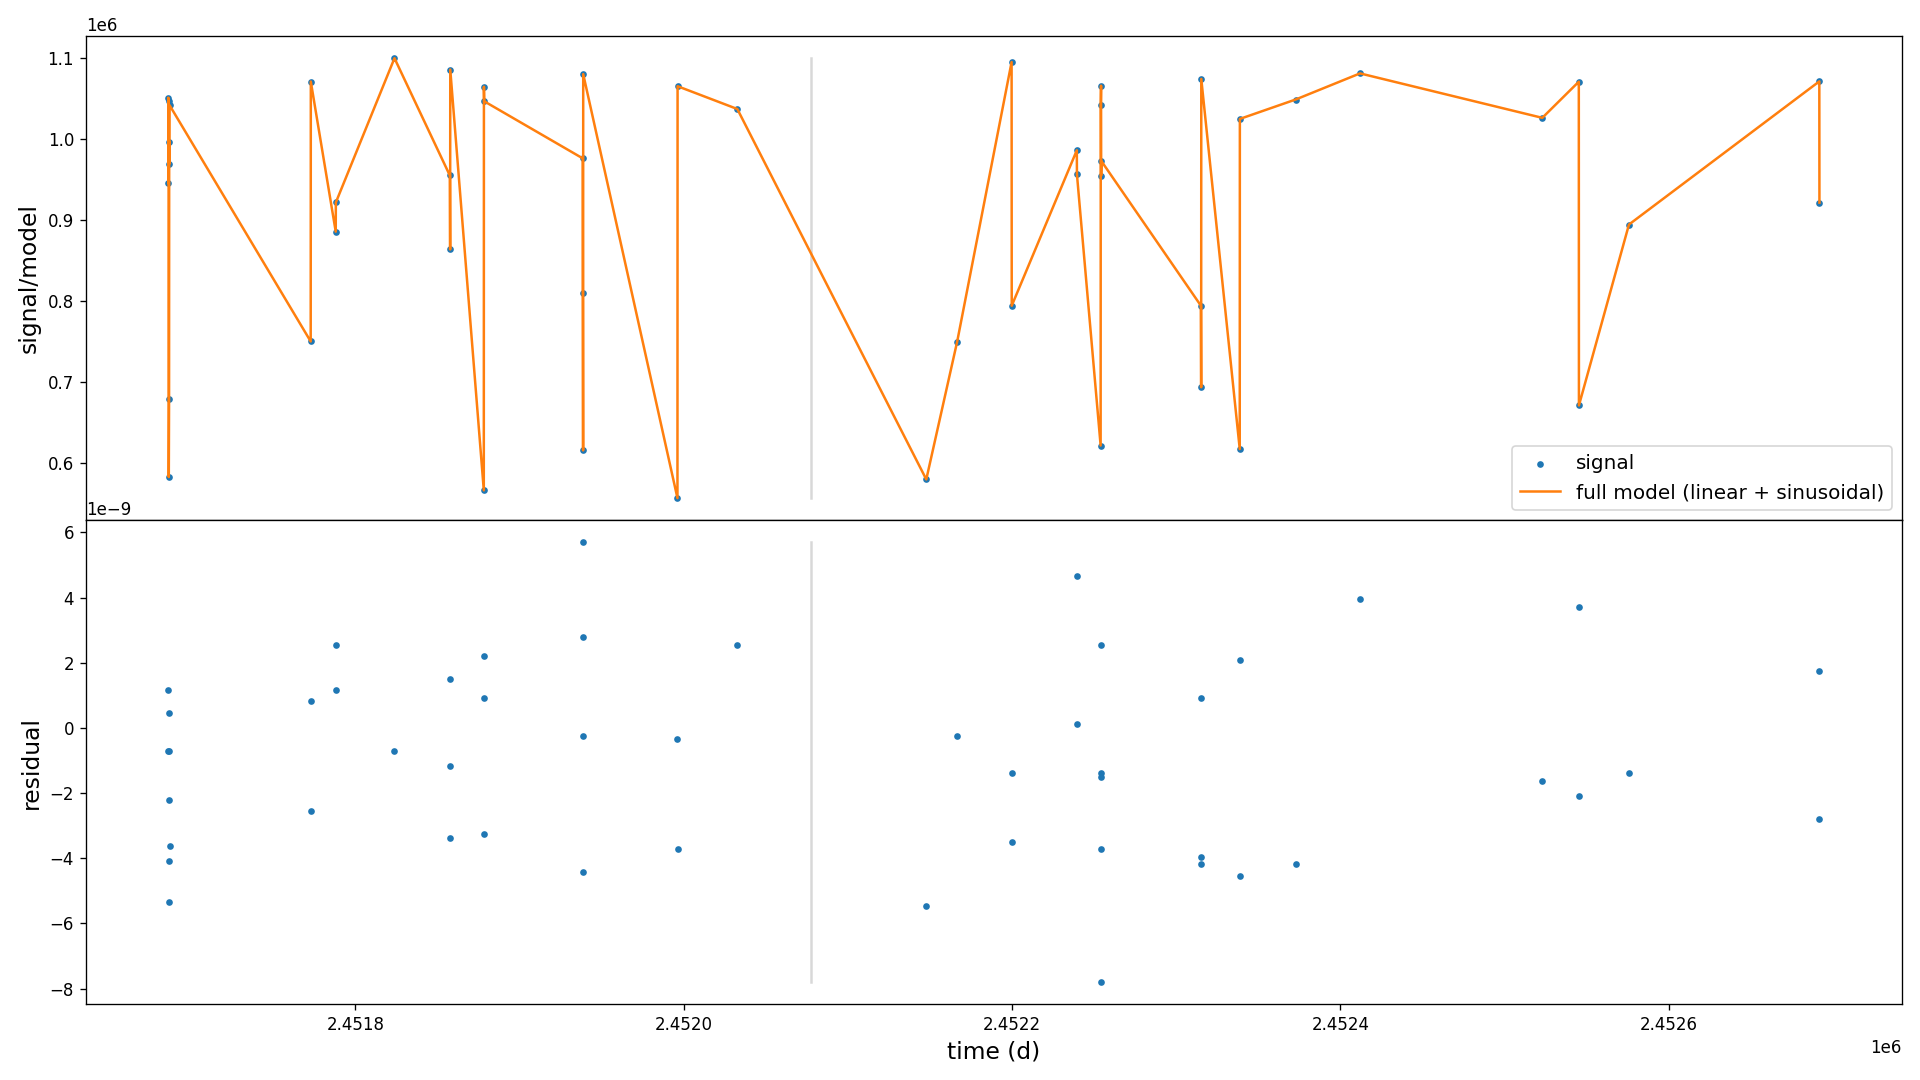 1e6
1.1
1.0
0.9
0.8
0.7
0.6
signal/model
signal
full model (linear + sinusoidal)
1e−9
6
4
2
0
−2
−4
−6
−8
residual
2.4518
2.4520
2.4522
2.4524
2.4526
time (d)
1e6